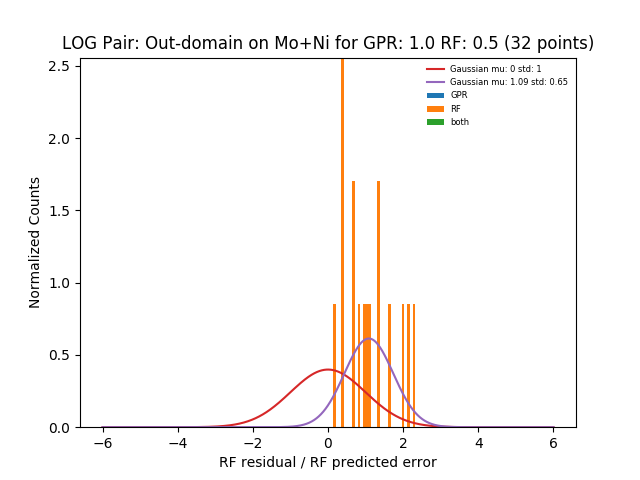 LOG Pair: Out-domain on Mo+Ni for GPR: 1.0 RF: 0.5 (32 points)
2.5
2.0
1.5
1.0
0.5
0.0
Normalized Counts
Gaussian mu: 0 std: 1
Gaussian mu: 1.09 std: 0.65
GPR
RF
both
−6 −4 −2 0 2 4 6
RF residual / RF predicted error